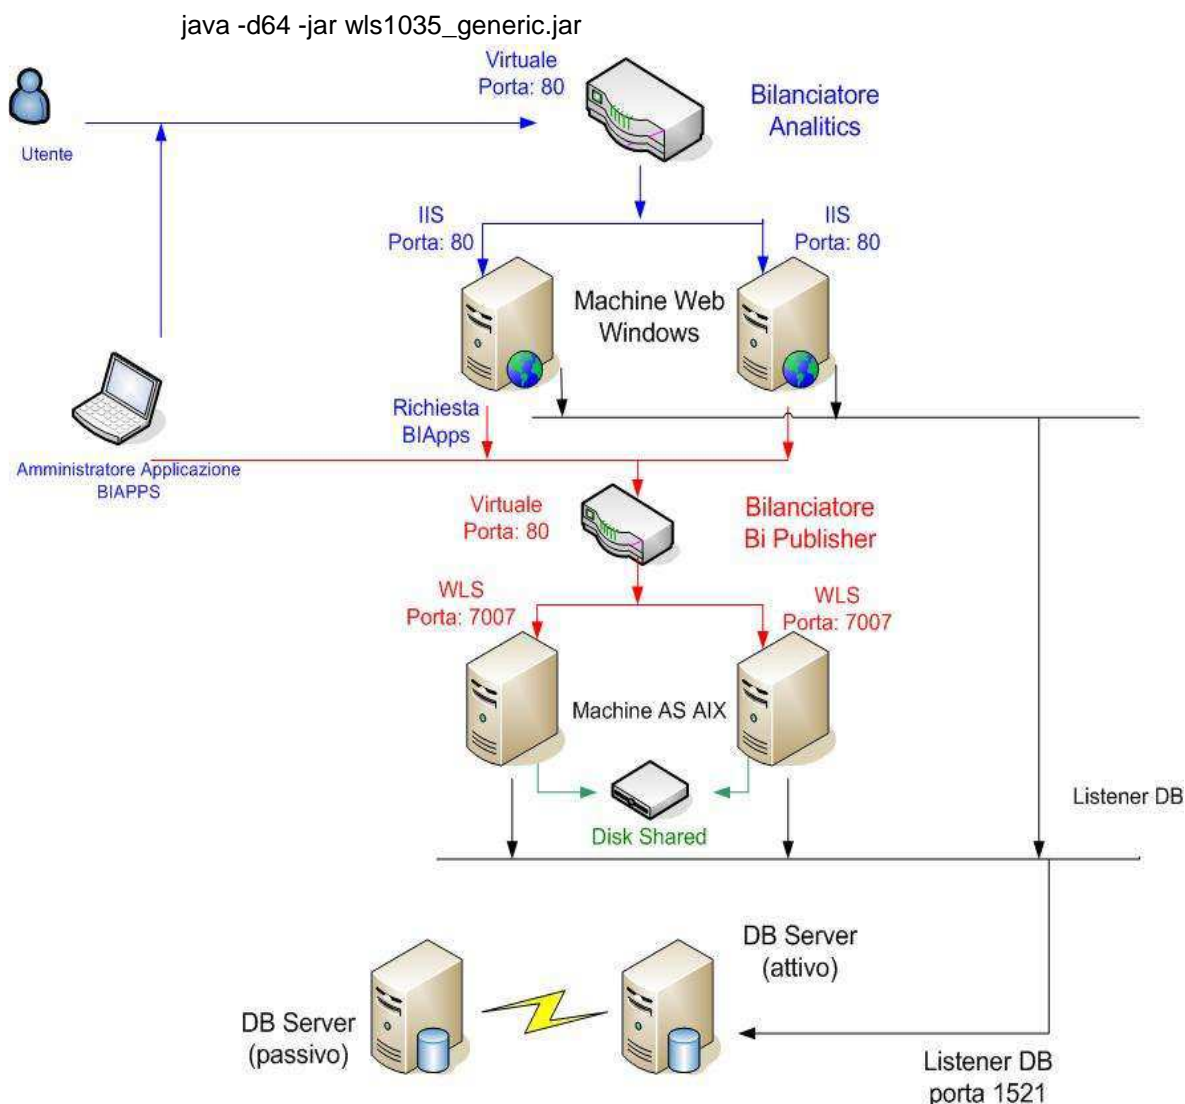 java -d64 -jar wls1035_generic.jar
Virtuale
Porta: 80
Bilanciatore
Analitics
Utente
IIS
Porta: 80
IIS
Porta: 80
Machine Web
Windows
Richiesta
BIApps
Amministratore Applicazione
BIAPPS
Virtuale
Porta: 80
Bilanciatore
Bi Publisher
WLS
Porta: 7007
WLS
Porta: 7007
Machine AS AIX
Disk Shared
Listener DB
DB Server
(attivo)
DB Server
(passivo)
Listener DB
porta 1521